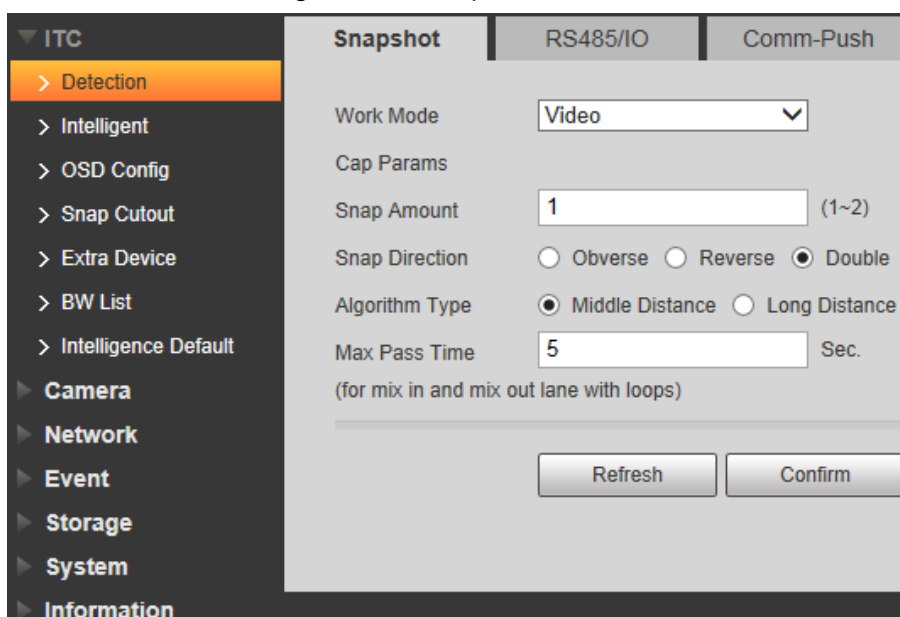 ITC
Detection
Intelligent
OSD Config
Snap Cutout
Extra Device
BW List
Intelligence Default
Camera
Network
Event
Storage
System
Information
Snapshot RS485/IO Comm-Push
Work Mode Video
Cap Params
Snap Amount 1 (1~2)
Snap Direction Obverse Reverse Double
Algorithm Type Middle Distance Long Distance
Max Pass Time 5 Sec.
(for mix in and mix out lane with loops)
Refresh Confirm